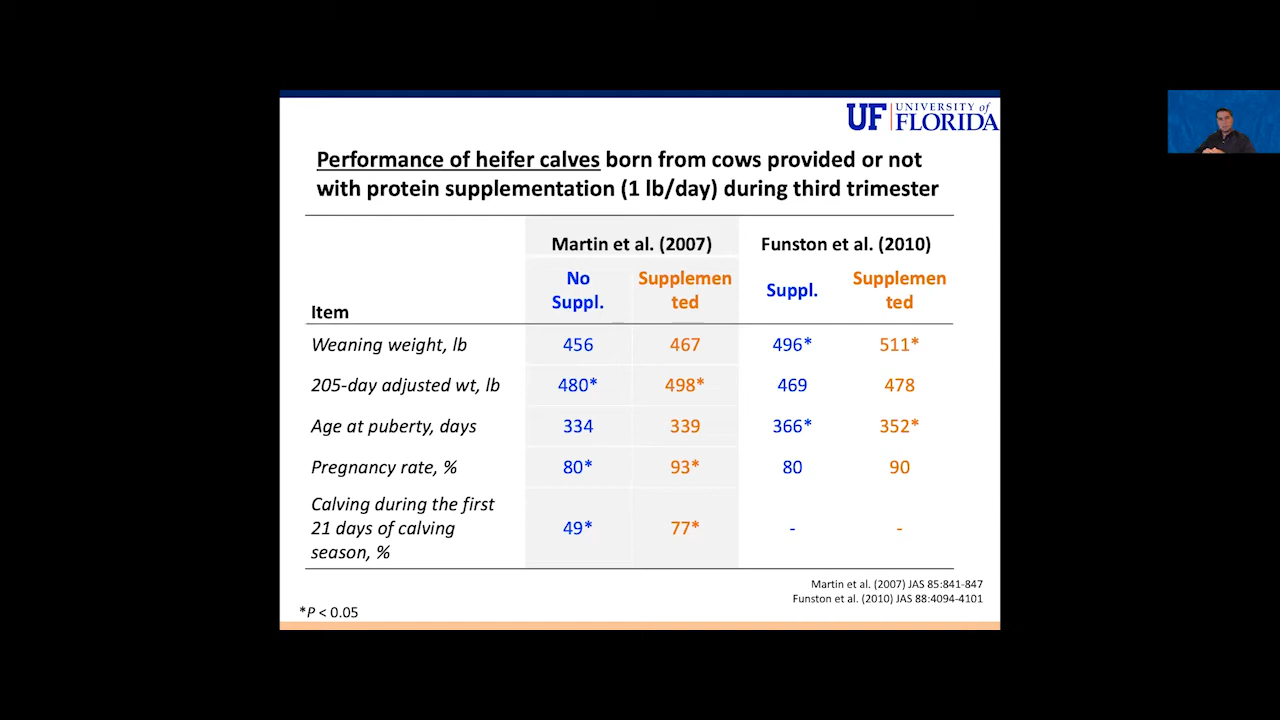 UF UNIVERSITY of
FLORIDA
Performance of heifer calves born from cows provided or not
with protein supplementation (1 lb/day) during third trimester
Martin et al. (2007) Funston et al. (2010)
Item No Suppl. Supplemen ted Suppl. Supplemen ted
Weaning weight, lb 456 467 496* 511*
205-day adjusted wt, lb 480* 498* 469 478
Age at puberty, days 334 339 366* 352*
Pregnancy rate, % 80* 93* 80 90
Calving during the first
21 days of calving 49* 77* - -
season, %
Martin et al. (2007) JAS 85:841-847
Funston et al. (2010) JAS 88:4094-4101
*P < 0.05